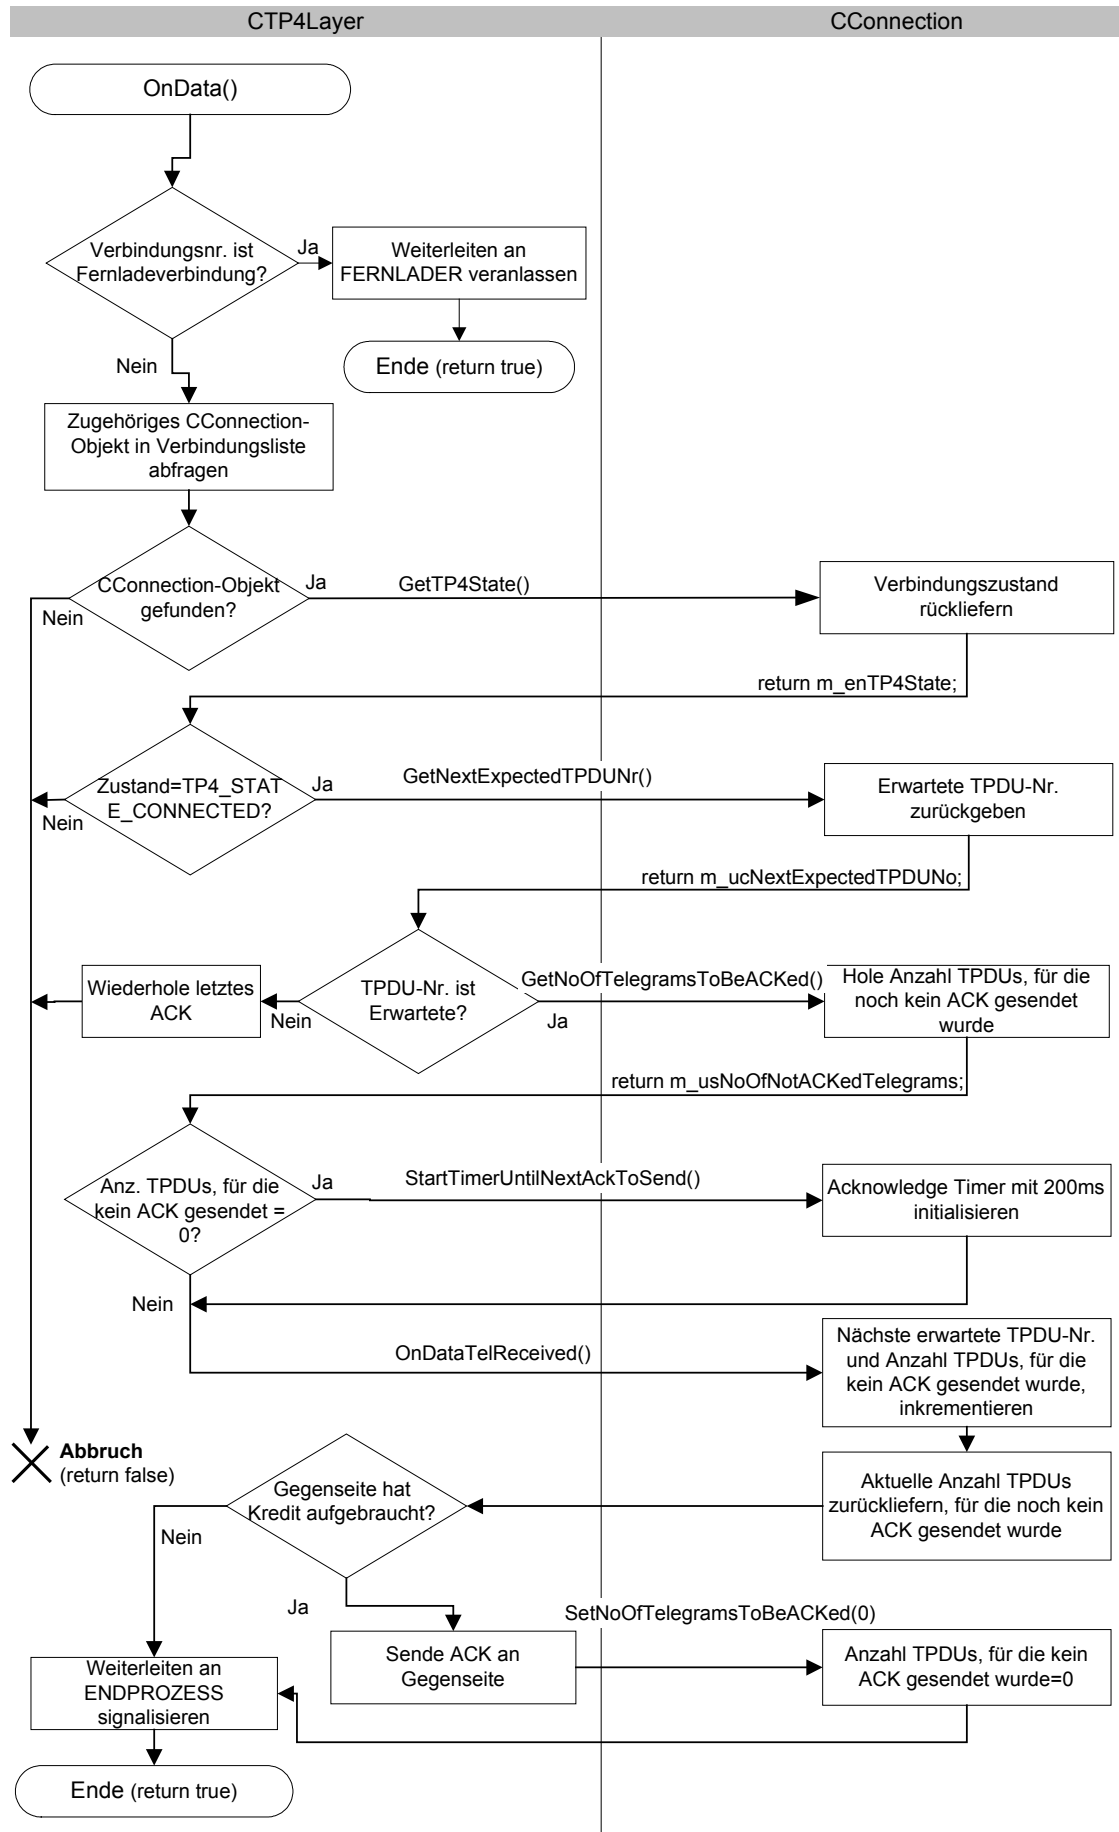 CTP4Layer
CConnection
OnData()
Verbindungsnr. ist
Fernladeverbindung?
Ja
Weiterleiten an
FERNLADER veranlassen
Ende (return true)
Nein
Zugehöriges CConnection-
Objekt in Verbindungsliste
abfragen
CConnection-Objekt
gefunden?
Ja
Nein
GetTP4State()
Verbindungszustand
rückliefern
return m_enTP4State;
Zustand=TP4_STAT
E_CONNECTED?
Ja
Nein
GetNextExpectedTPDUNr()
Erwartete TPDU-Nr.
zurückgeben
return m_ucNextExpectedTPDUNo;
Wiederhole letztes
ACK
Nein
TPDU-Nr. ist
Erwartete?
Ja
GetNoOfTelegramsToBeACKed()
Hole Anzahl TPDUs, für die
noch kein ACK gesendet
wurde
return m_usNoOfNotACKedTelegrams;
Anz. TPDUs, für die
kein ACK gesendet =
0?
Ja
StartTimerUntilNextAckToSend()
Acknowledge Timer mit 200ms
initialisieren
Nein
OnDataTelReceived()
Nächste erwartete TPDU-Nr.
und Anzahl TPDUs, für die
kein ACK gesendet wurde,
inkrementieren
Abbruch
(return false)
Gegenseite hat
Kredit aufgebraucht?
Aktuelle Anzahl TPDUs
zurückliefern, für die noch kein
ACK gesendet wurde
Nein
Ja
SetNoOfTelegramsToBeACKed(0)
Sende ACK an
Gegenseite
Anzahl TPDUs, für die kein
ACK gesendet wurde=0
Weiterleiten an
ENDPROZESS
signalisieren
Ende (return true)